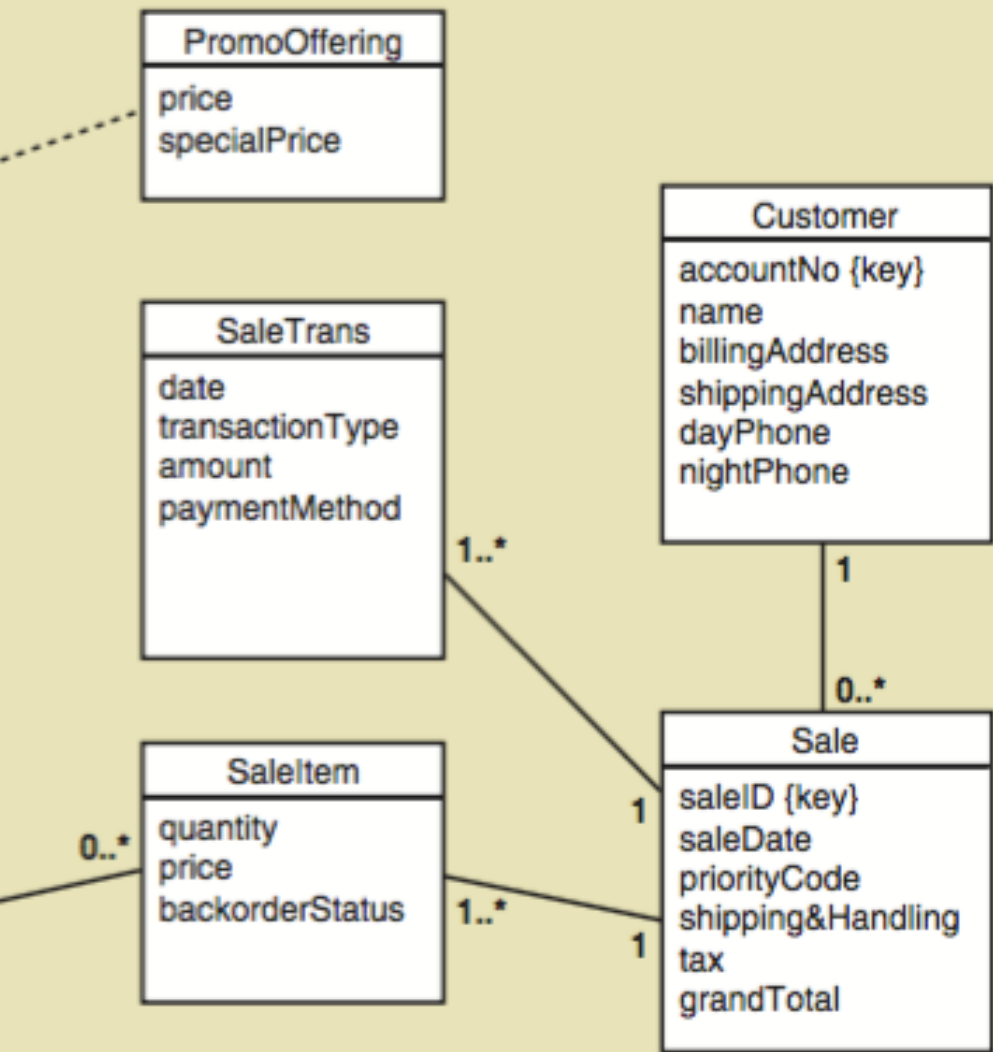 PromoOffering
price
specialPrice
Customer
accountNo {key}
name
billingAddress
shippingAddress
dayPhone
nightPhone
SaleTrans
date
transactionType
amount
paymentMethod
1..*
1
0..*
Sale
saleID {key}
saleDate
priorityCode
shipping&Handling
tax
grandTotal
1
SaleItem
quantity
price
backorderStatus
0..*
1..*
1